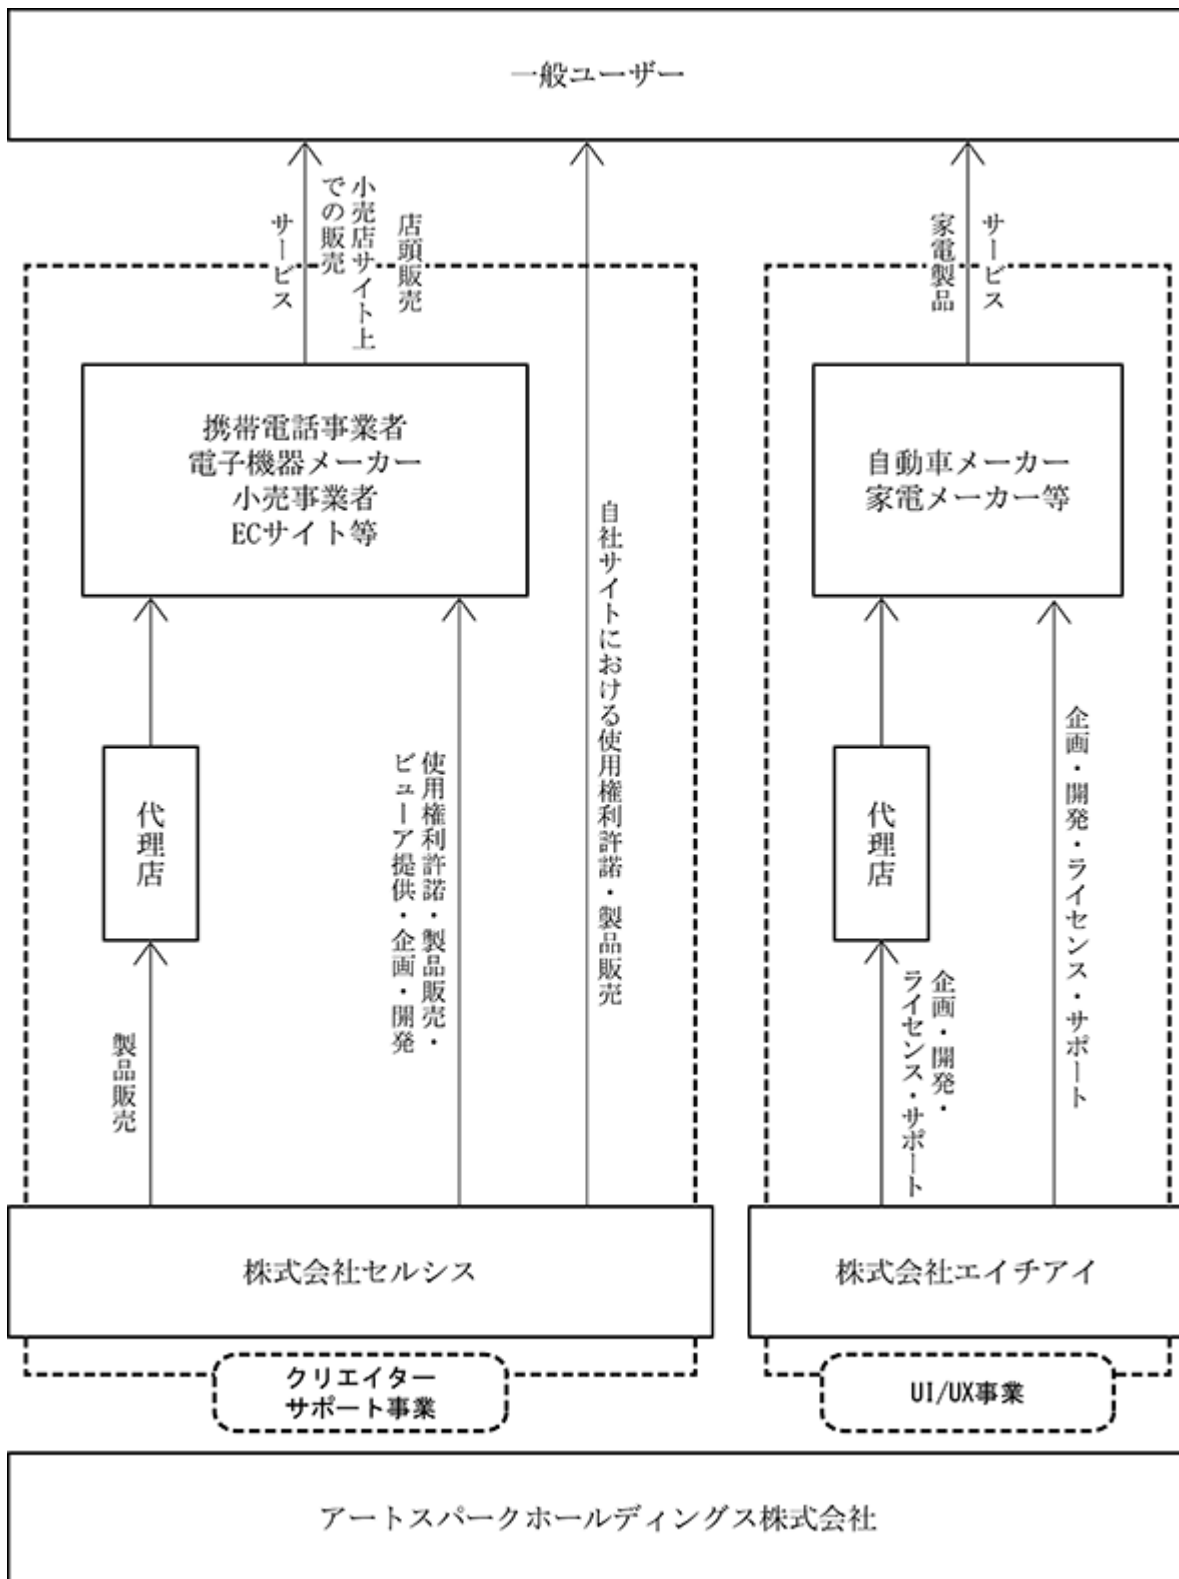 一般ユーザー
サービス
小売店サイト上
での販売
店頭販売
家電製品
サービス
携帯電話事業者
電子機器メーカー
小売事業者
ECサイト等
自動車メーカー
家電メーカー等
自社サイトにおける使用権利許諾・製品販売
代理店
使用権利許諾・製品販売・
ビューア提供・企画・開発
代理店
企画・開発・ライセンス・サポート
製品販売
企画・開発・
ライセンス・サポート
株式会社セルシス
株式会社エイチアイ
クリエイター
サポート事業
UI/UX事業
アートスパークホールディングス株式会社